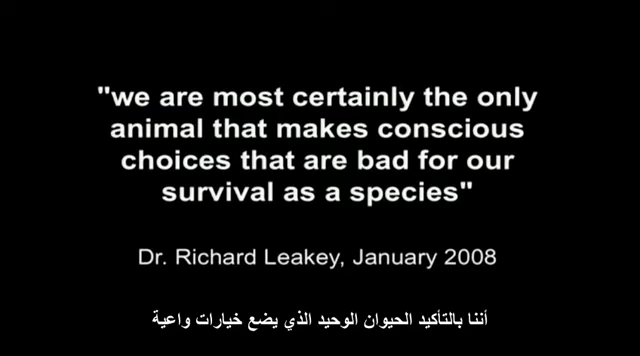 "we are most certainly the only
animal that makes conscious
choices that are bad for our
survival as a species"
Dr. Richard Leakey, January 2008
أننا بالتأكيد الحيوان الوحيد الذي يضع خيارات واعية